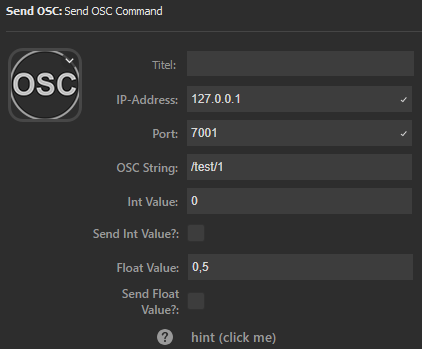 Send OSC: Send OSC Command
OSC
Titel:
IP-Address: 127.0.0.1
Port: 7001
OSC String: /test/1
Int Value: 0
Send Int Value?:
Float Value: 0,5
Send Float
Value?:
? hint (click me)